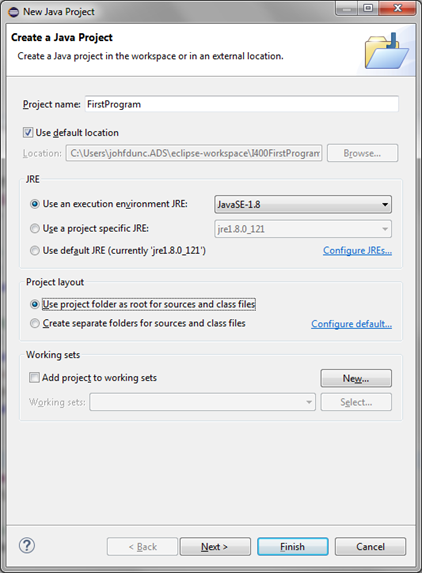 New Java Project
Create a Java Project
Create a Java project in the workspace or in an external location.
Project name: FirstProgram
Use default location
Location: C:\Users\johfdunc.ADS\eclipse-workspace\I400FirstProgram Browse...
JRE
Use an execution environment JRE: JavaSE-1.8
Use a project specific JRE: jre1.8.0_121
Use default JRE (currently 'jre1.8.0_121') Configure JREs...
Project layout
Use project folder as root for sources and class files
Create separate folders for sources and class files Configure default...
Working sets
Add project to working sets New...
Working sets: Select...
? < Back Next > Finish Cancel